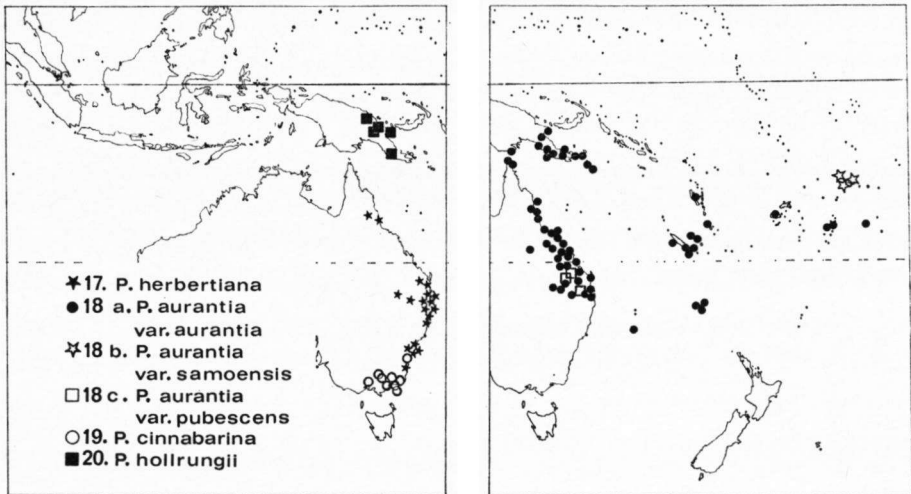 ★ 17. P. herbertiana
● 18 a. P. aurantia
var. aurantia
☆ 18 b. P. aurantia
var. samoensis
□ 18 c. P. aurantia
var. pubescens
○ 19. P. cinnabarina
■ 20. P. hollrungii